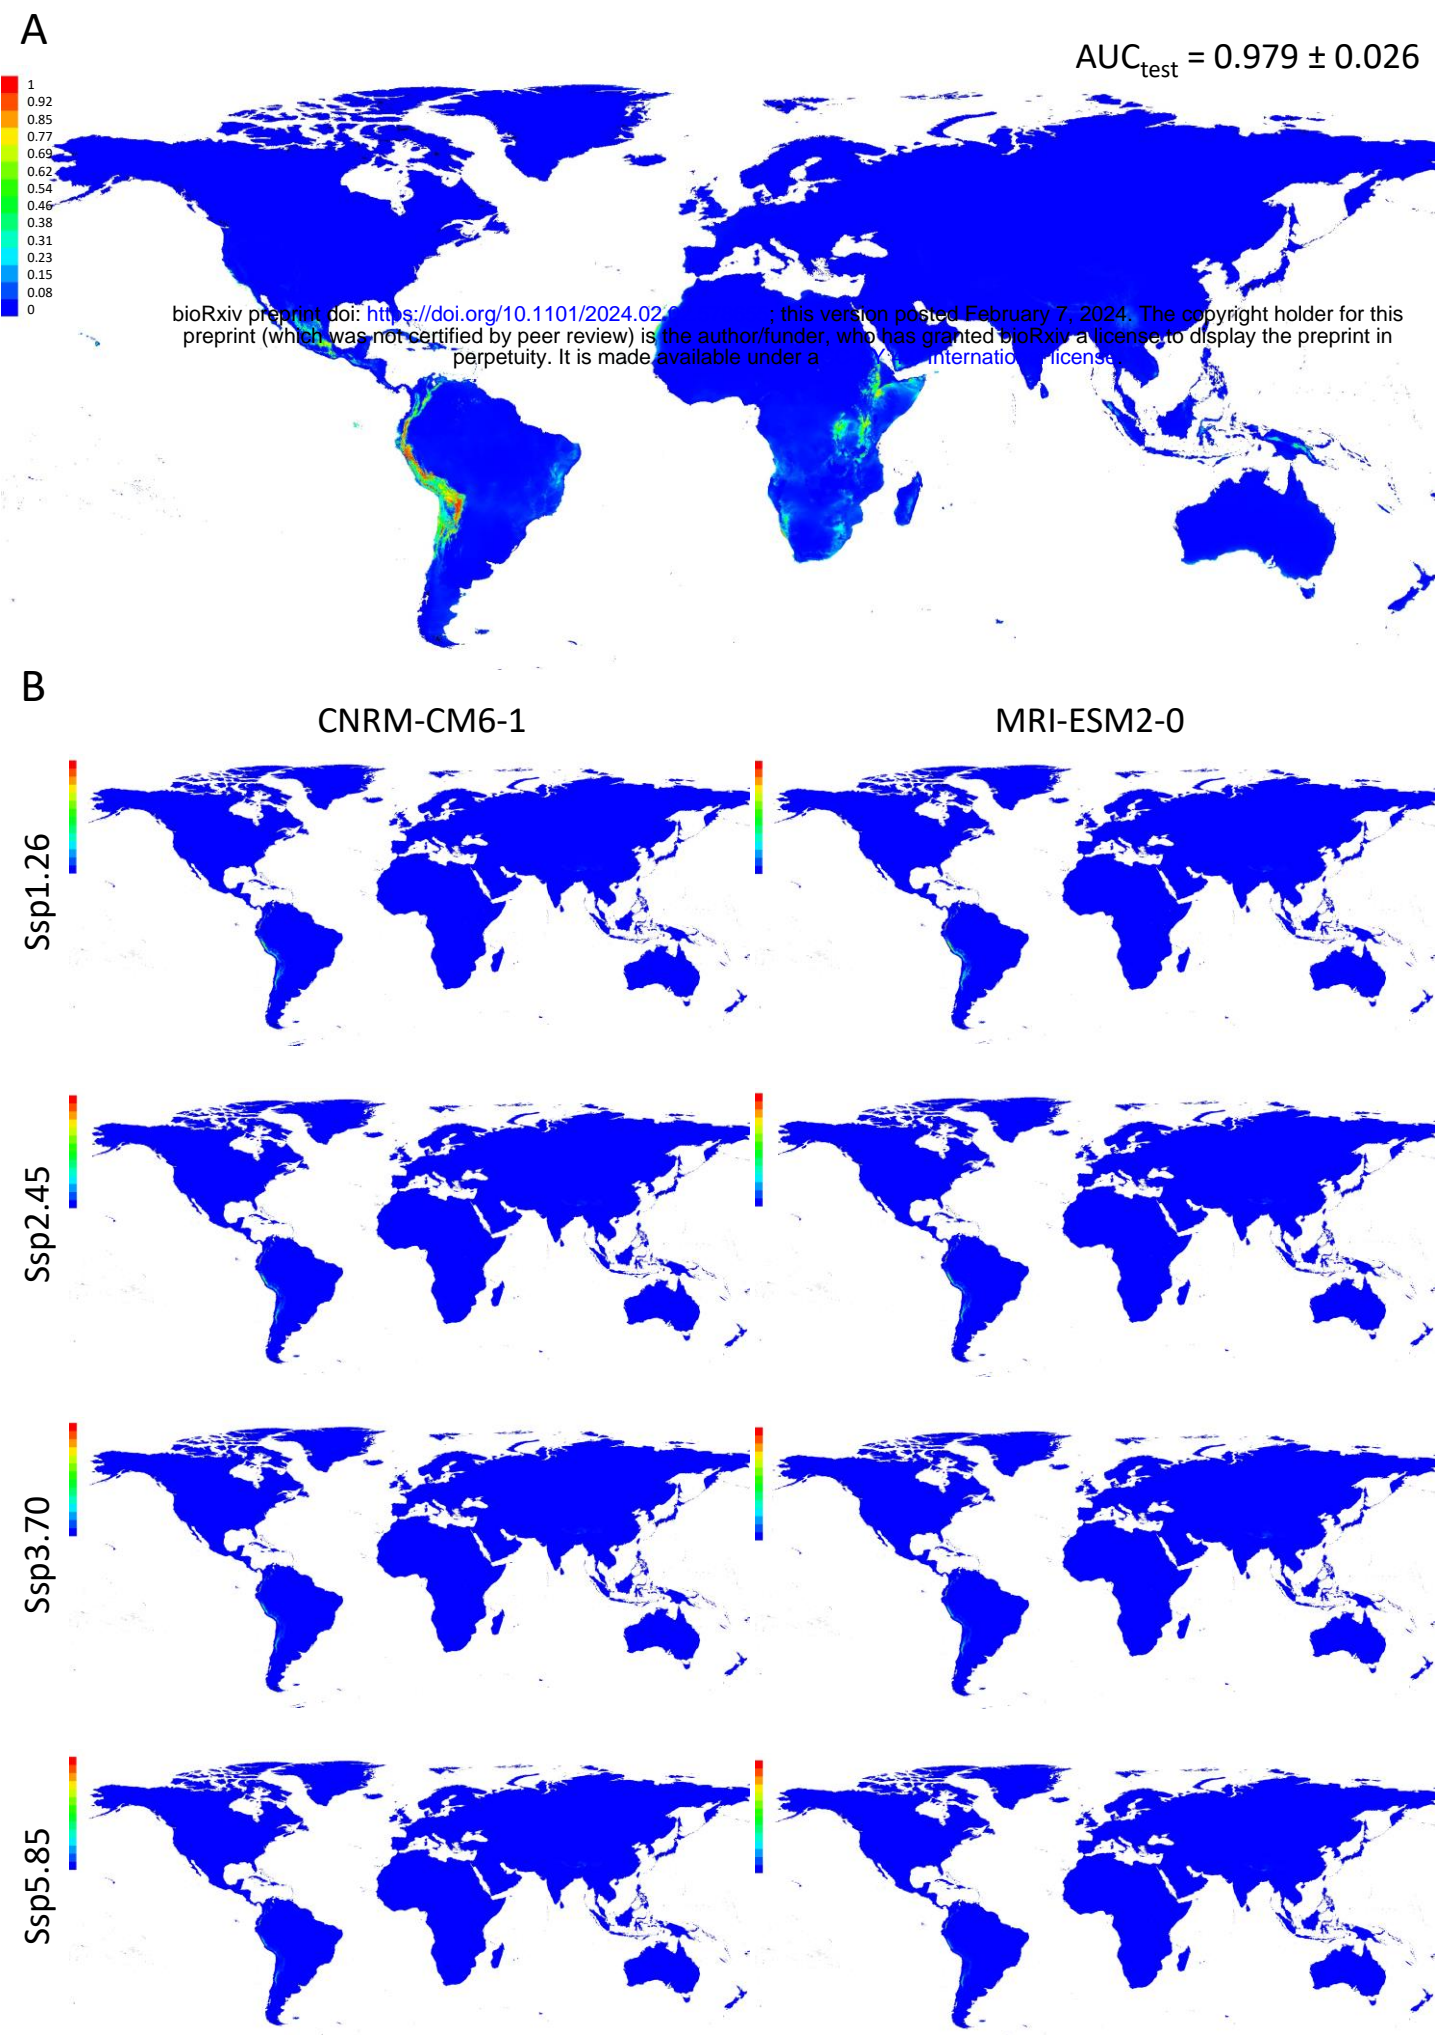 A
AUCtest = 0.979 ± 0.026
1
0.92
0.85
0.77
0.69
0.62
0.54
0.46
0.38
0.31
0.23
0.15
0.08
0
bioRxiv preprint doi: https://doi.org/10.1101/2024.02. ; this version posted February 7, 2024. The copyright holder for this
preprint (which was not certified by peer review) is the author/funder, who has granted bioRxiv a license to display the preprint in
perpetuity. It is made available under a International license.
B
CNRM-CM6-1
MRI-ESM2-0
Ssp1.26
Ssp2.45
Ssp3.70
Ssp5.85